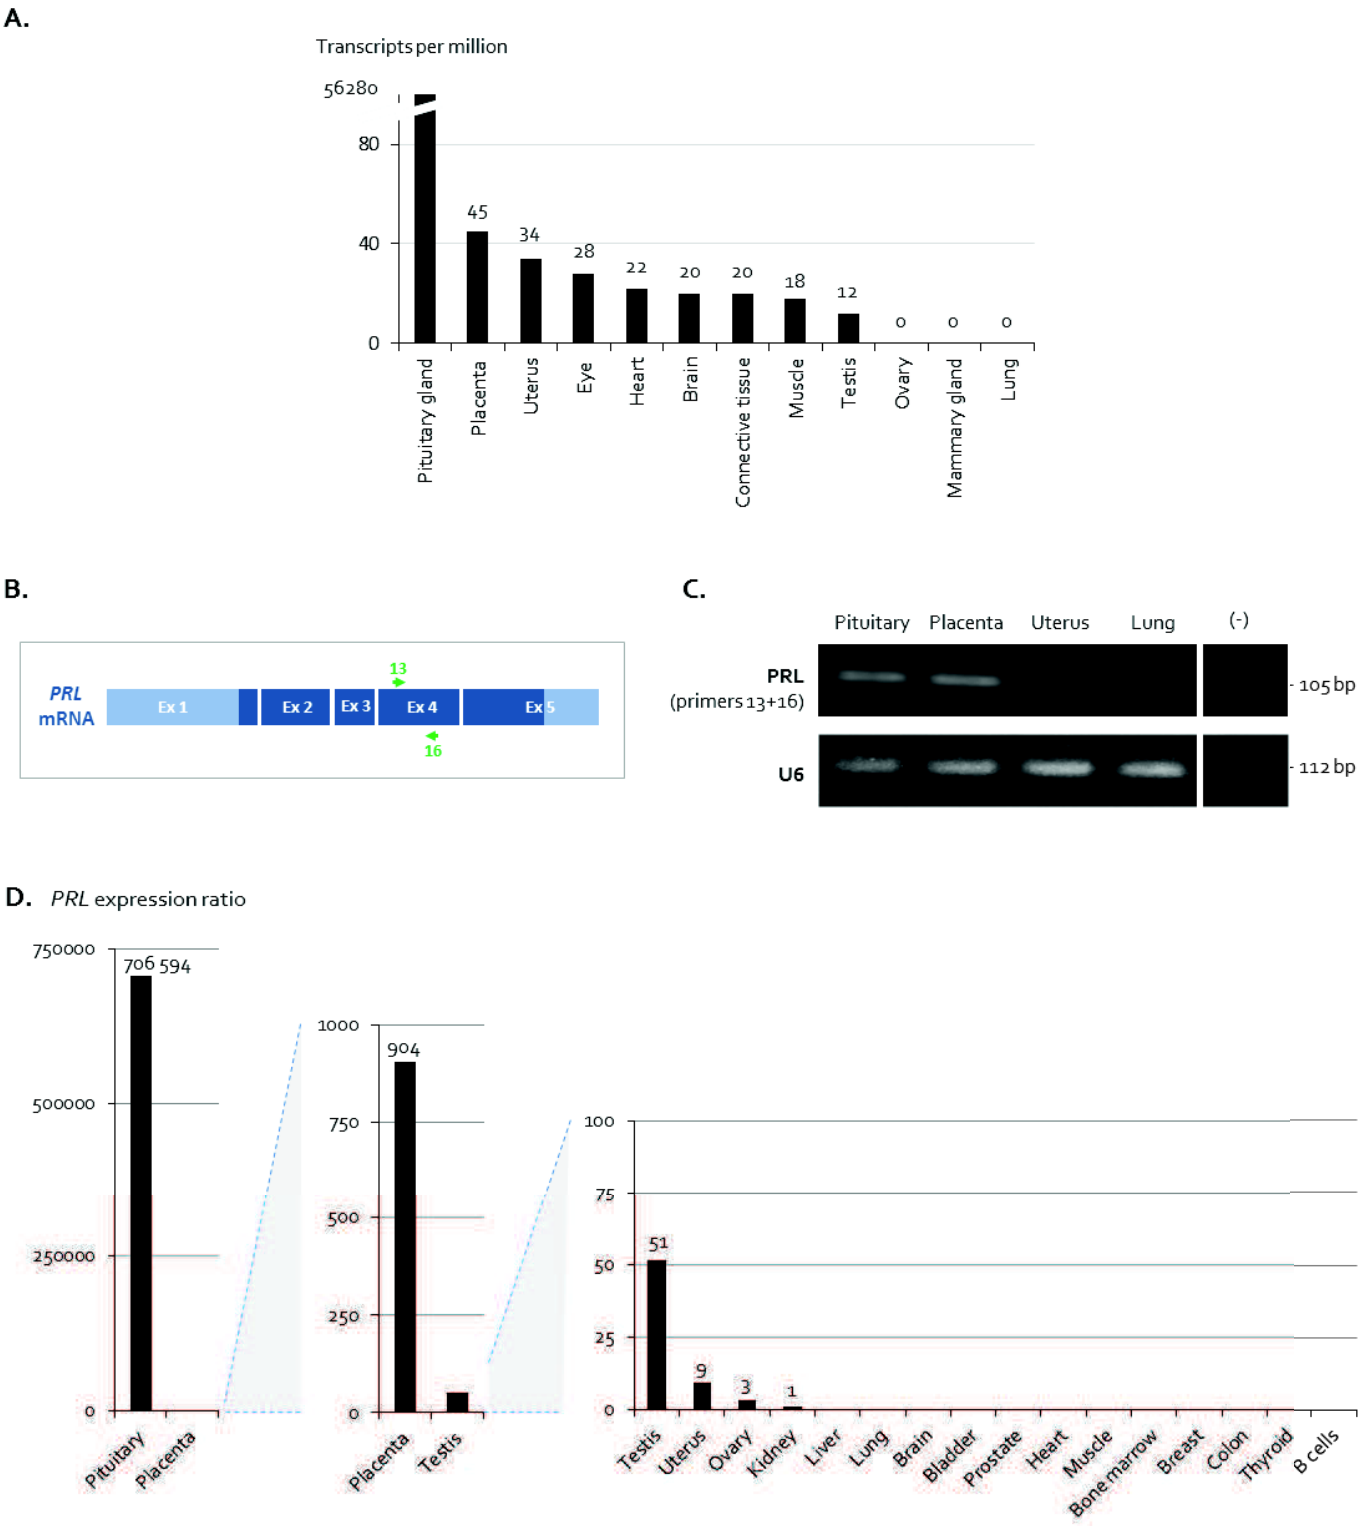 A.
Transcripts per million
56280
80
40
0
45
34
28
22
20
20
18
12
0
0
0
Pituitary gland
Placenta
Uterus
Eye
Heart
Brain
Connective tissue
Muscle
Testis
Ovary
Mammary gland
Lung
B.
PRL
mRNA
Ex 1
Ex 2
Ex 3
Ex 4
Ex 5
13
16
C.
Pituitary
Placenta
Uterus
Lung
(-)
PRL
(primers 13+16)
- 105 bp
U6
- 112 bp
D. PRL expression ratio
750000
500000
250000
0
706 594
Pituitary
Placenta
1000
750
500
250
0
904
Placenta
Testis
100
75
50
25
0
51
9
3
1
Testis
Uterus
Ovary
Kidney
Liver
Lung
Brain
Bladder
Prostate
Heart
Muscle
Bone marrow
Breast
Colon
Thyroid
B cells